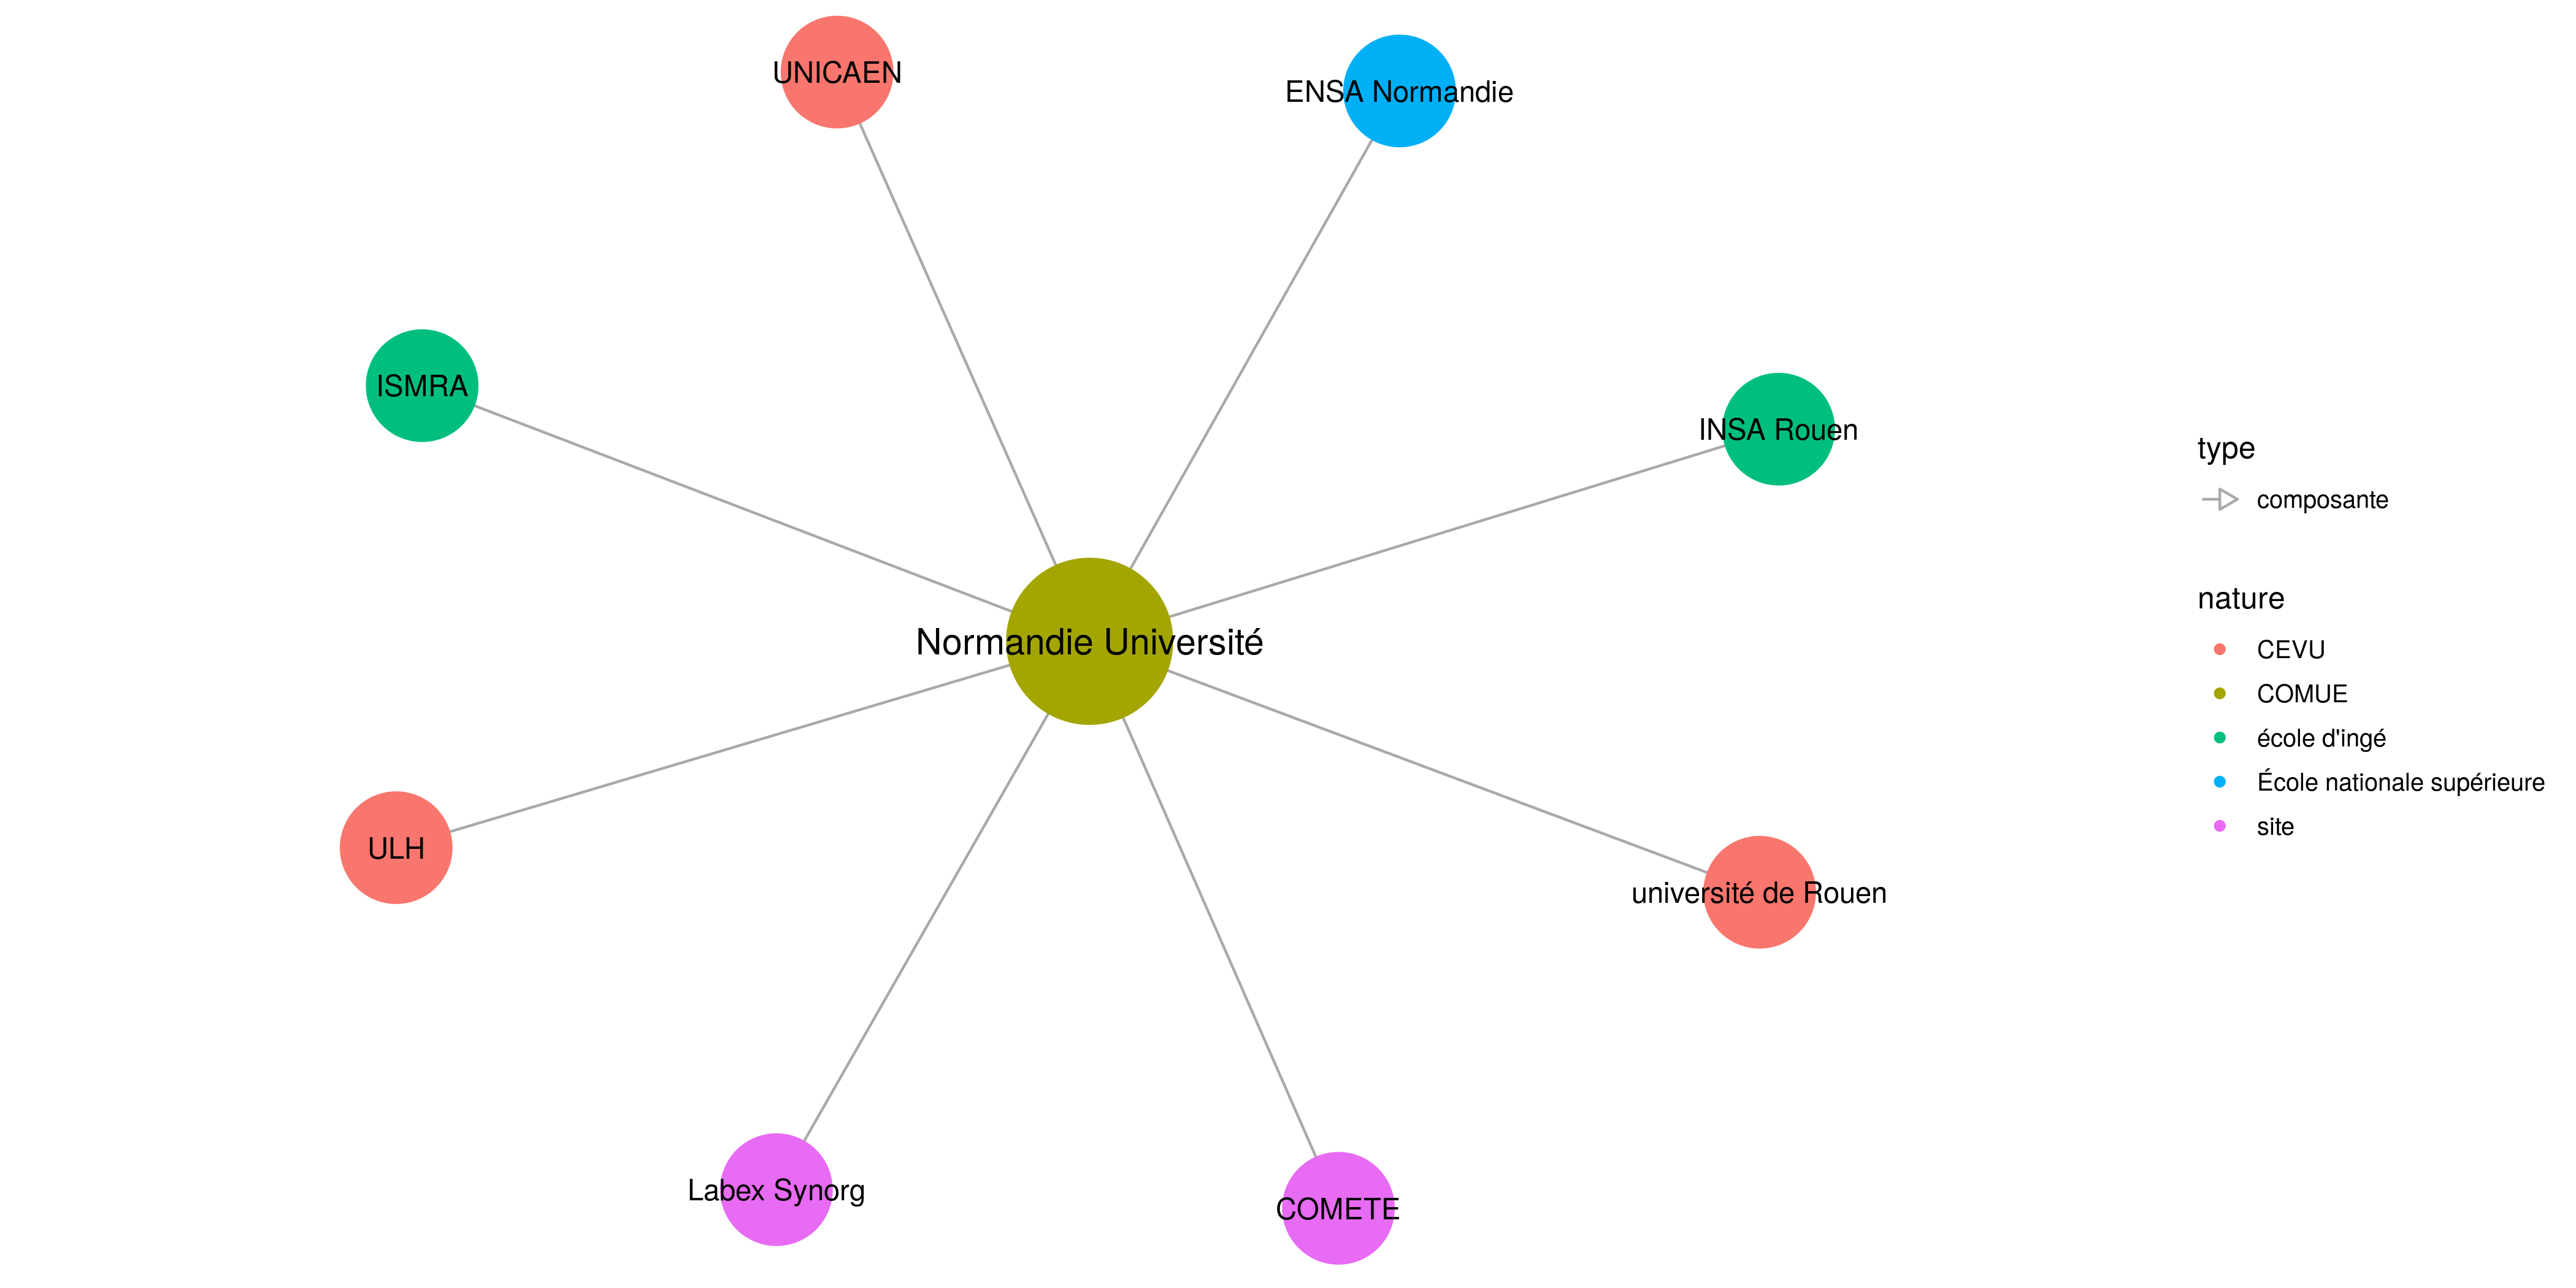 UNICAEN
ENSA Normandie
ISMRA
INSA Rouen
Normandie Université
ULH
université de Rouen
Labex Synorg
COMETE
type
composante
nature
CEVU
COMUE
école d'ingé
École nationale supérieure
site